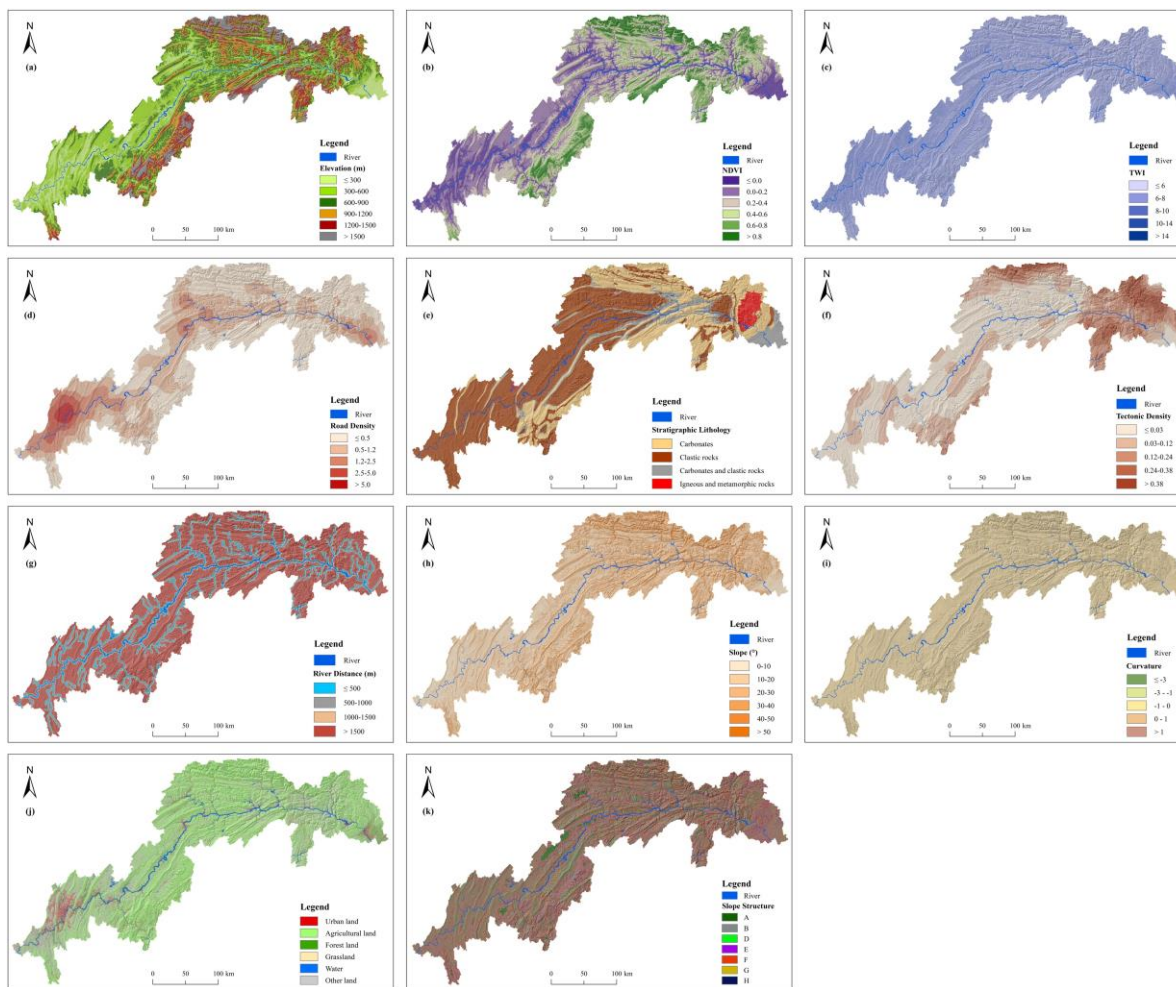 N
(a)
Legend
River
Elevation (m)
≤ 300
300-600
600-900
900-1200
1200-1500
> 1500
0 50 100 km
N
(b)
Legend
River
NDVI
≤ 0.0
0.0-0.2
0.2-0.4
0.4-0.6
0.6-0.8
> 0.8
0 50 100 km
N
(c)
Legend
River
TWI
≤ 6
6-8
8-10
10-14
> 14
0 50 100 km
N
(d)
Legend
River
Road Density
≤ 0.5
0.5-1.2
1.2-2.5
2.5-5.0
> 5.0
0 50 100 km
N
(e)
Legend
River
Stratigraphic Lithology
Carbonates
Clastic rocks
Carbonates and clastic rocks
Igneous and metamorphic rocks
0 50 100 km
N
(f)
Legend
River
Tectonic Density
≤ 0.03
0.03-0.12
0.12-0.24
0.24-0.38
> 0.38
0 50 100 km
N
(g)
Legend
River
River Distance (m)
≤ 500
500-1000
1000-1500
> 1500
0 50 100 km
N
(h)
Legend
River
Slope (°)
0-10
10-20
20-30
30-40
40-50
> 50
0 50 100 km
N
(i)
Legend
River
Curvature
≤ -3
-3 - -1
-1 - 0
0 - 1
> 1
0 50 100 km
N
(j)
Legend
Urban land
Agricultural land
Forest land
Grassland
Water
Other land
0 50 100 km
N
(k)
Legend
River
Slope Structure
A
B
D
E
F
G
H
0 50 100 km